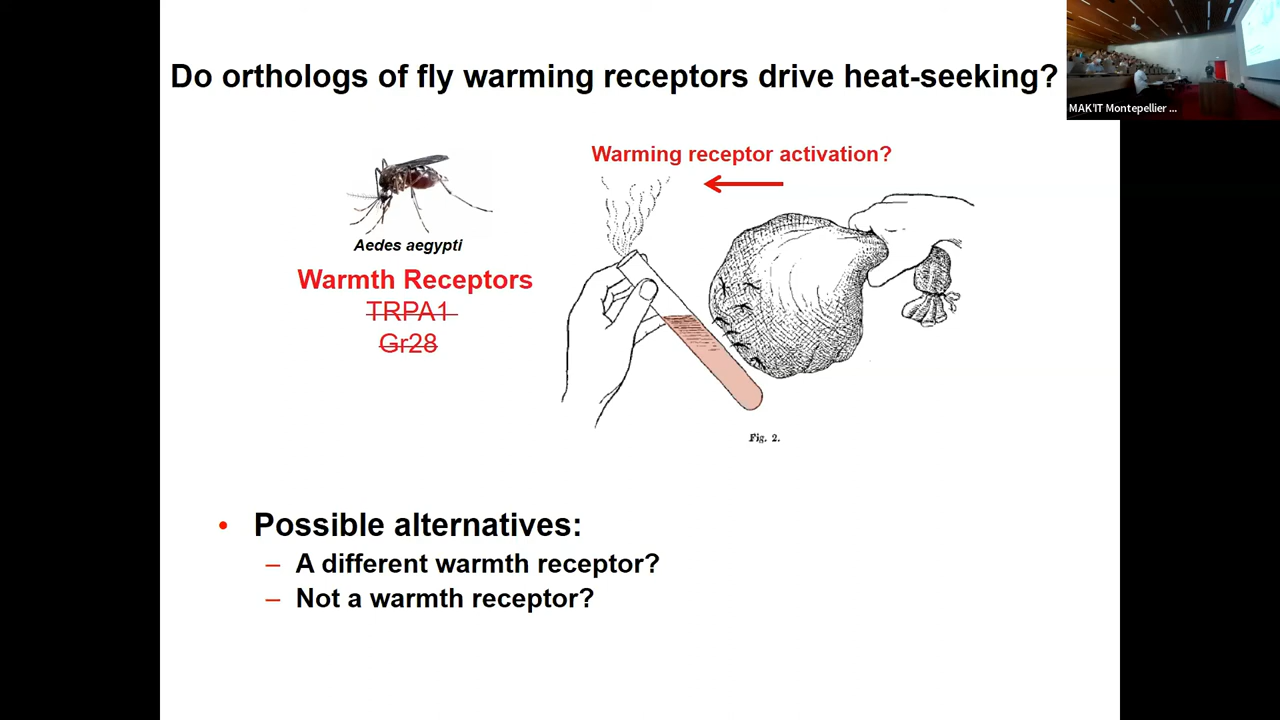 Do orthologs of fly warming receptors drive heat-seeking?
MAK'IT Montepellier ...
Warming receptor activation?
Aedes aegypti
Warmth Receptors
TRPA1
Gr28
Fig. 2.
• Possible alternatives:
– A different warmth receptor?
– Not a warmth receptor?